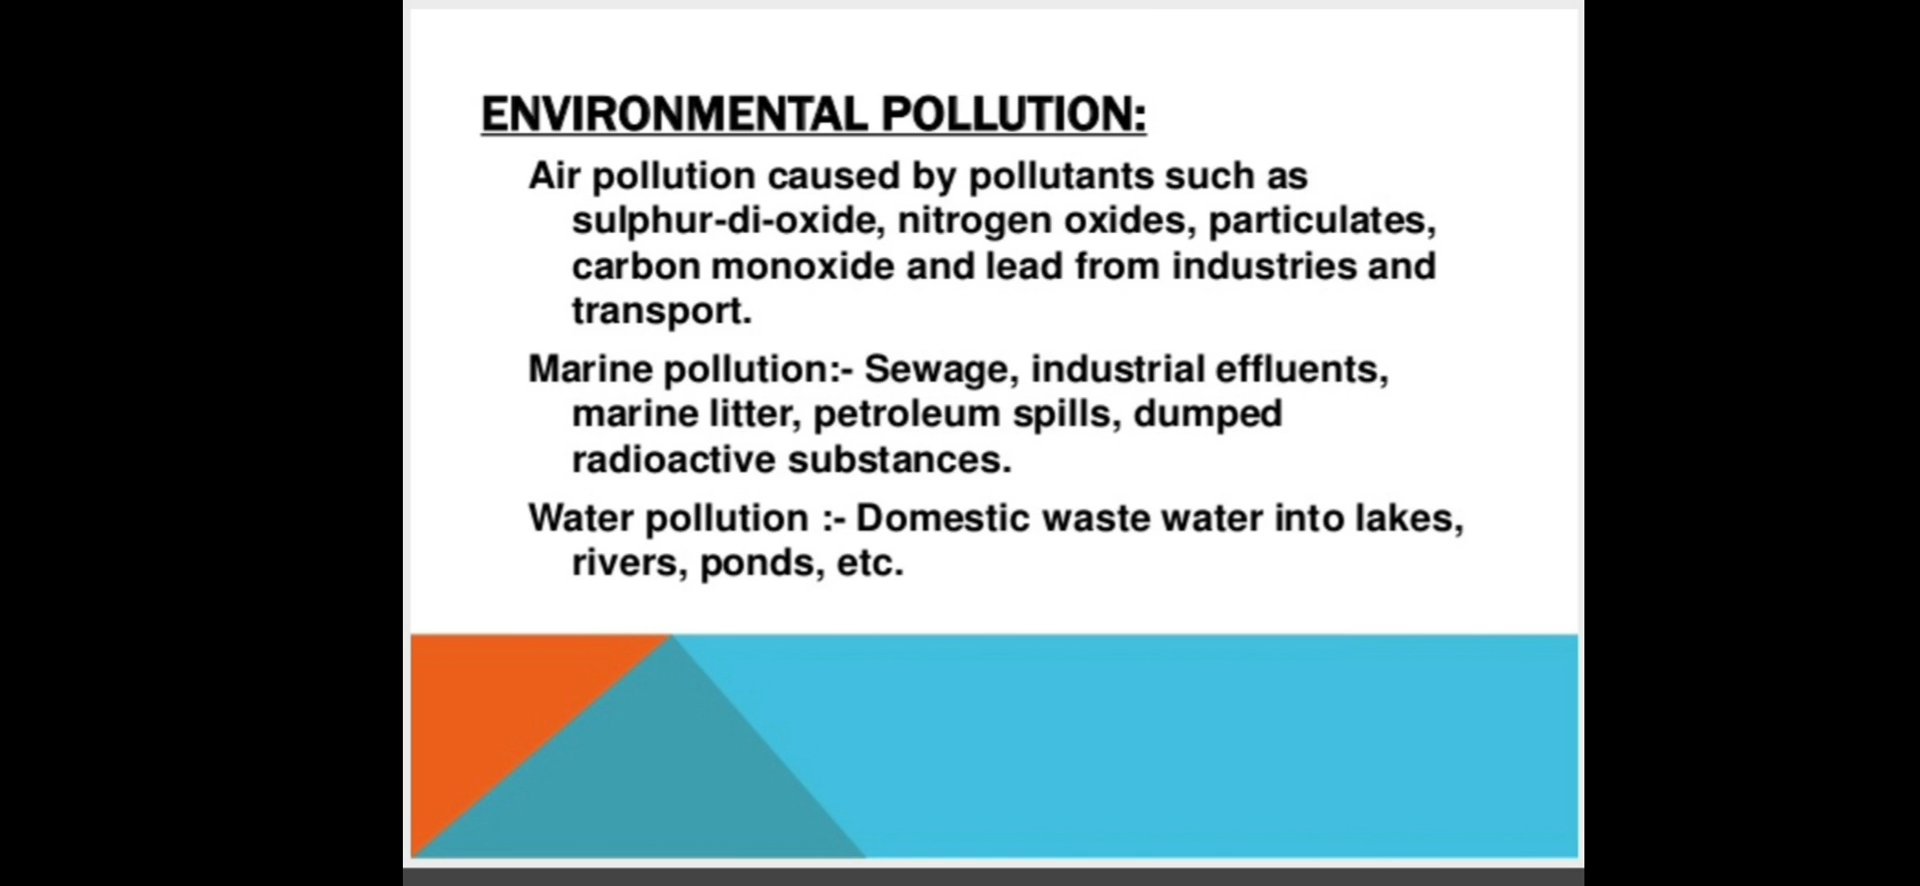 ENVIRONMENTAL POLLUTION:
Air pollution caused by pollutants such as
sulphur-di-oxide, nitrogen oxides, particulates,
carbon monoxide and lead from industries and
transport.
Marine pollution:- Sewage, industrial effluents,
marine litter, petroleum spills, dumped
radioactive substances.
Water pollution :- Domestic waste water into lakes,
rivers, ponds, etc.